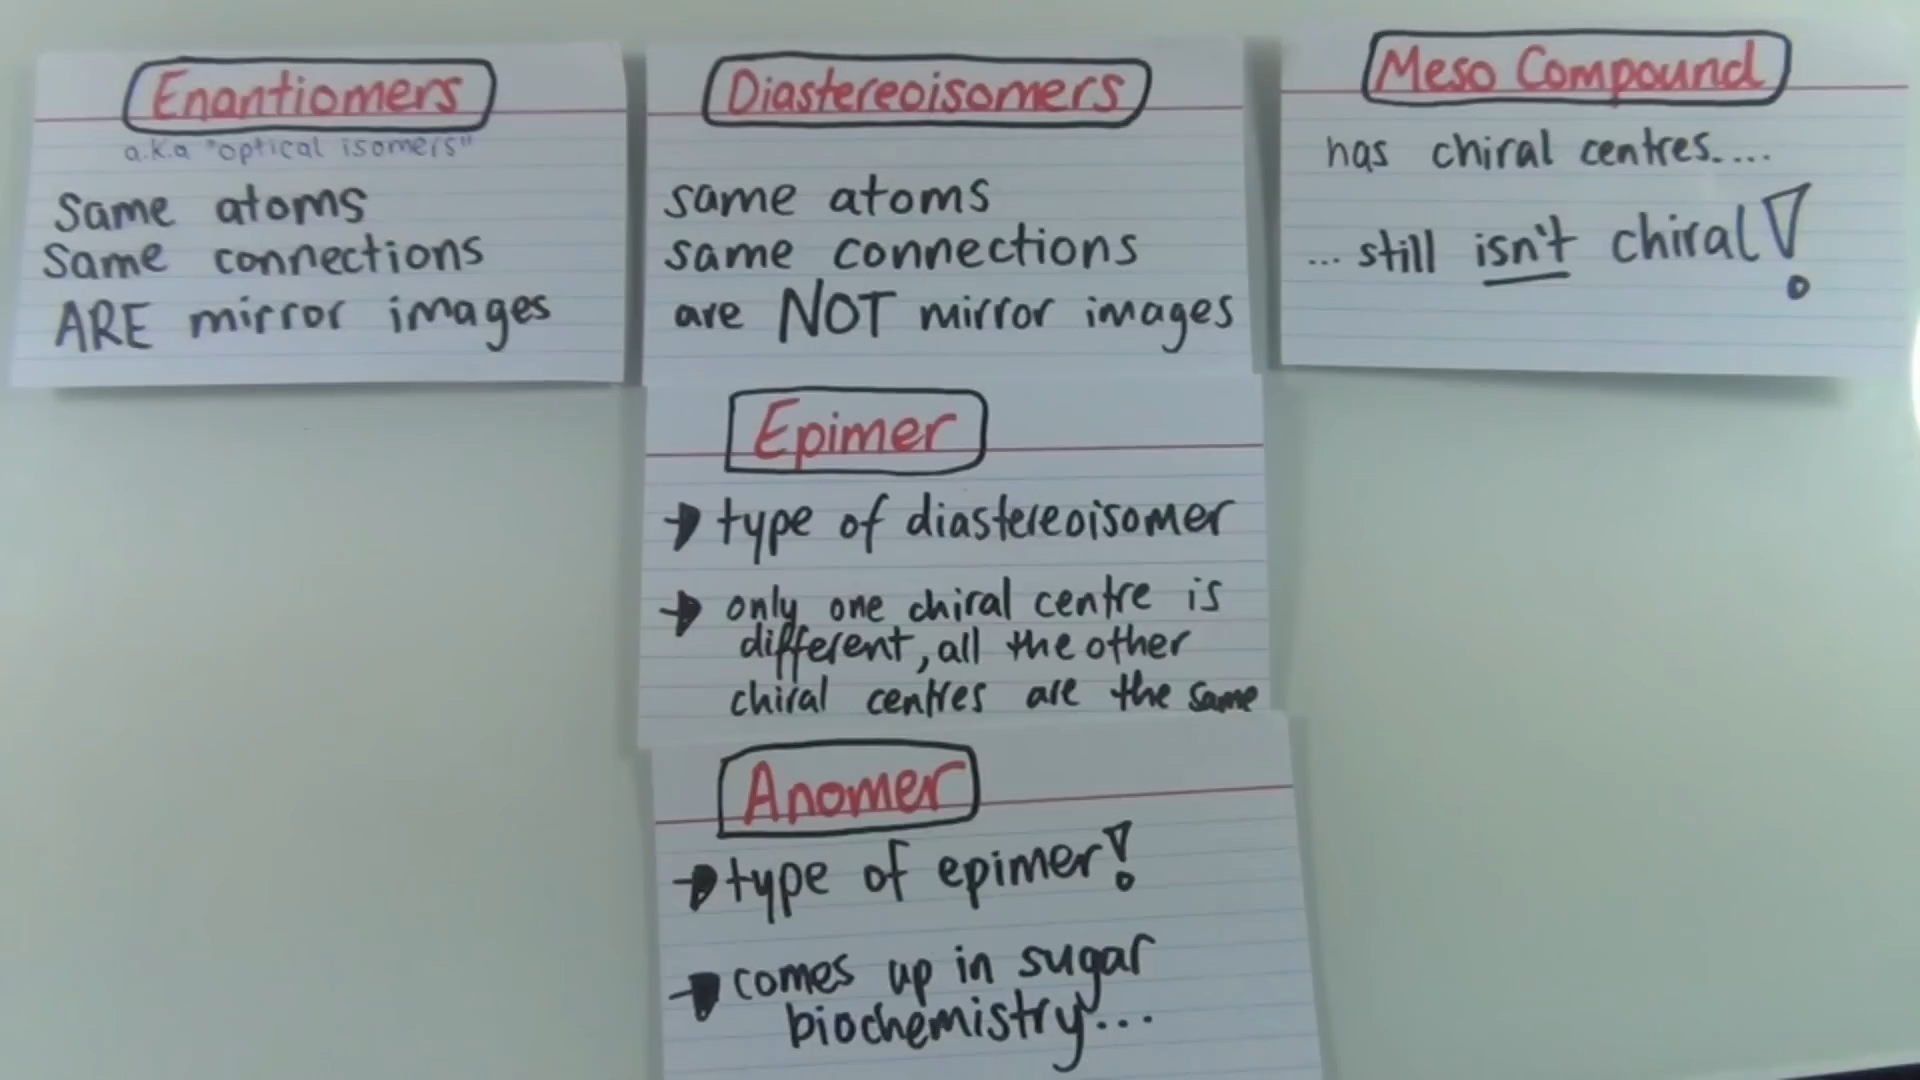 Enantiomers
a.k.a "optical isomers"
Same atoms
Same connections
ARE mirror images
Diastereoisomers
same atoms
same connections
are NOT mirror images
Meso Compound
has chiral centres....
... still isn't chiral!
Epimer
→ type of diastereoisomer
→ only one chiral centre is
different, all the other
chiral centres are the same
Anomer
→ type of epimer!
→ comes up in sugar
biochemistry...